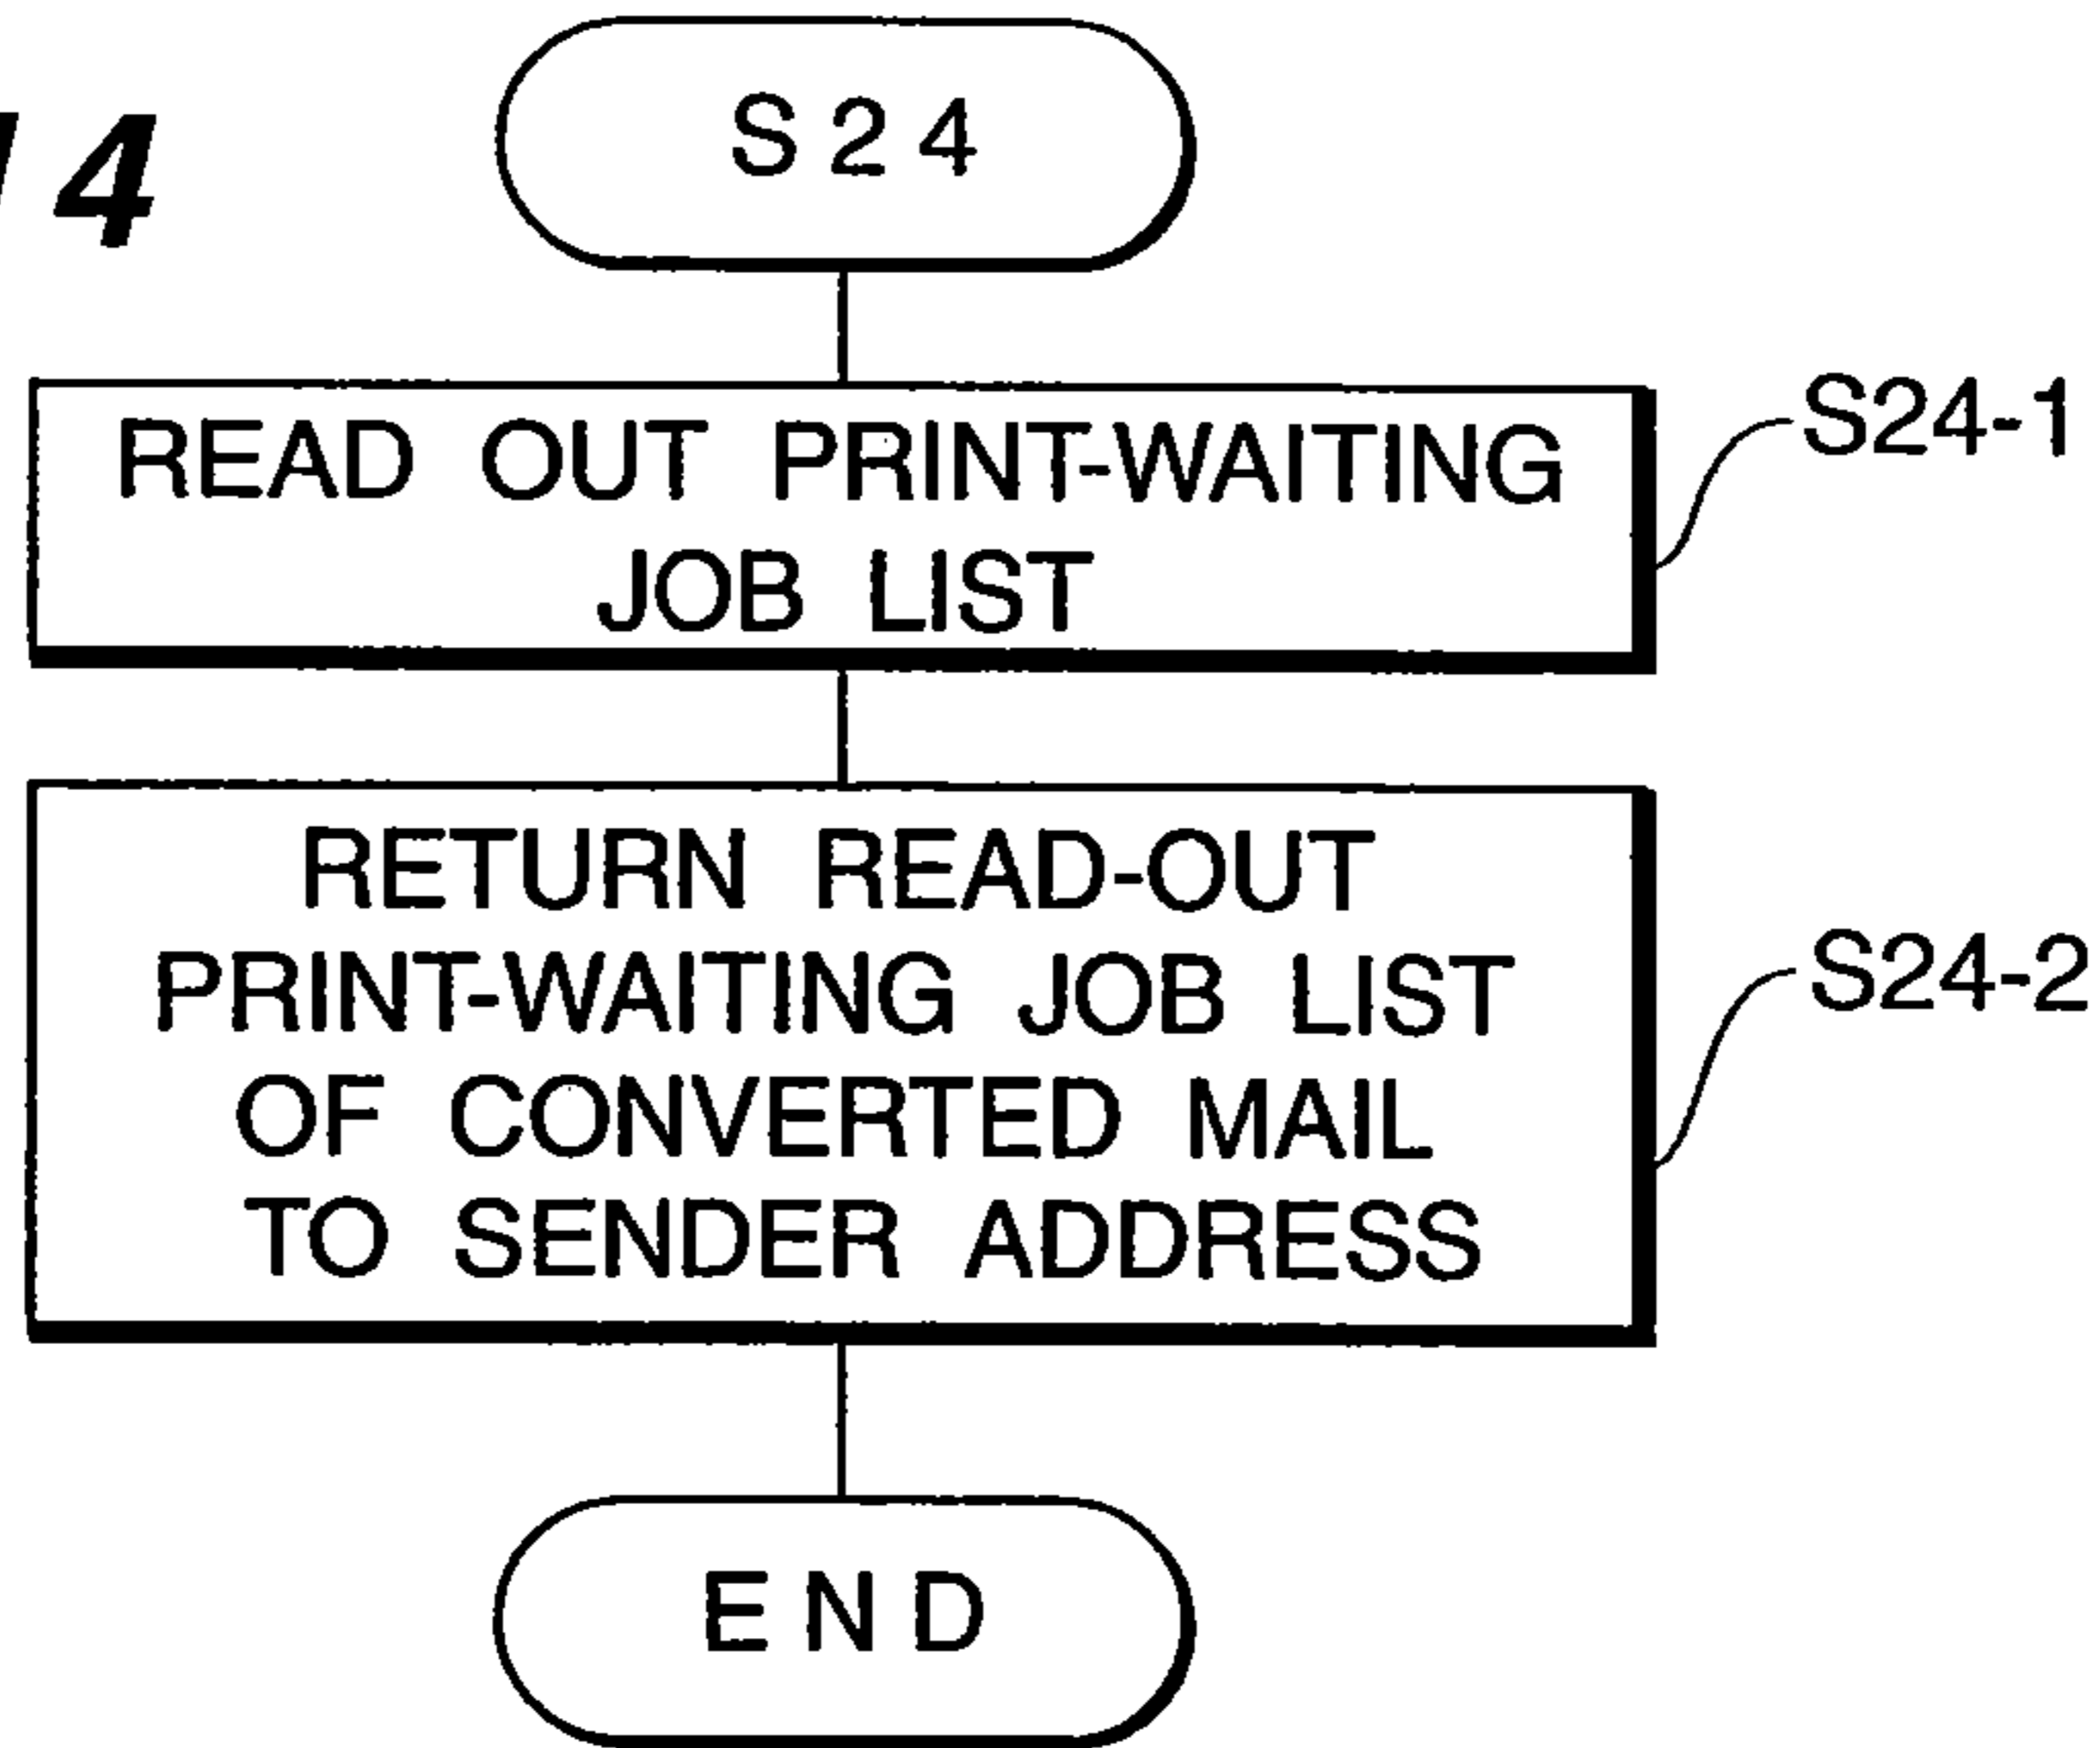 14
S24
READ OUT PRINT-WAITING
JOB LIST
S24-1
RETURN READ-OUT
PRINT-WAITING JOB LIST
OF CONVERTED MAIL
TO SENDER ADDRESS
S24-2
END